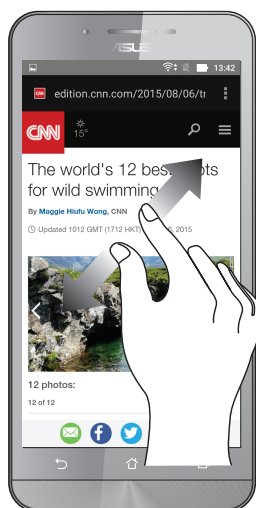 ASUS
13:42
edition.cnn.com/2015/08/06/tr
CNN
15°
The world's 12 best
for wild swimming
By Maggie Hiufu Wong, CNN
Updated 1012 GMT (1712 HKT) 2015
12 photos:
12 of 12